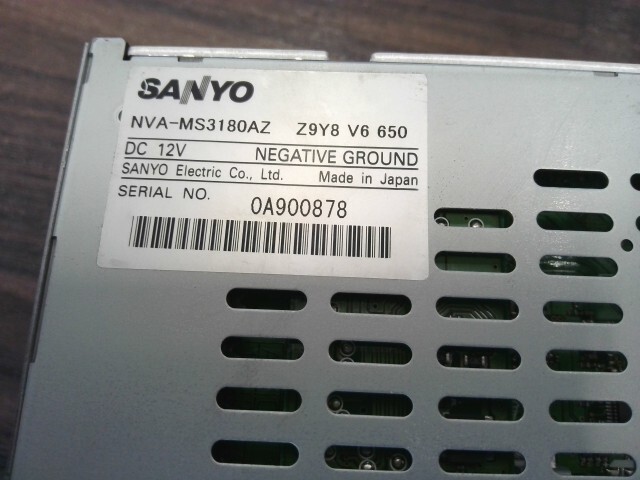 SANYO
NVA-MS3180AZ Z9Y8 V6 650
DC 12V NEGATIVE GROUND
SANYO Electric Co., Ltd. Made in Japan
SERIAL NO. 0A900878